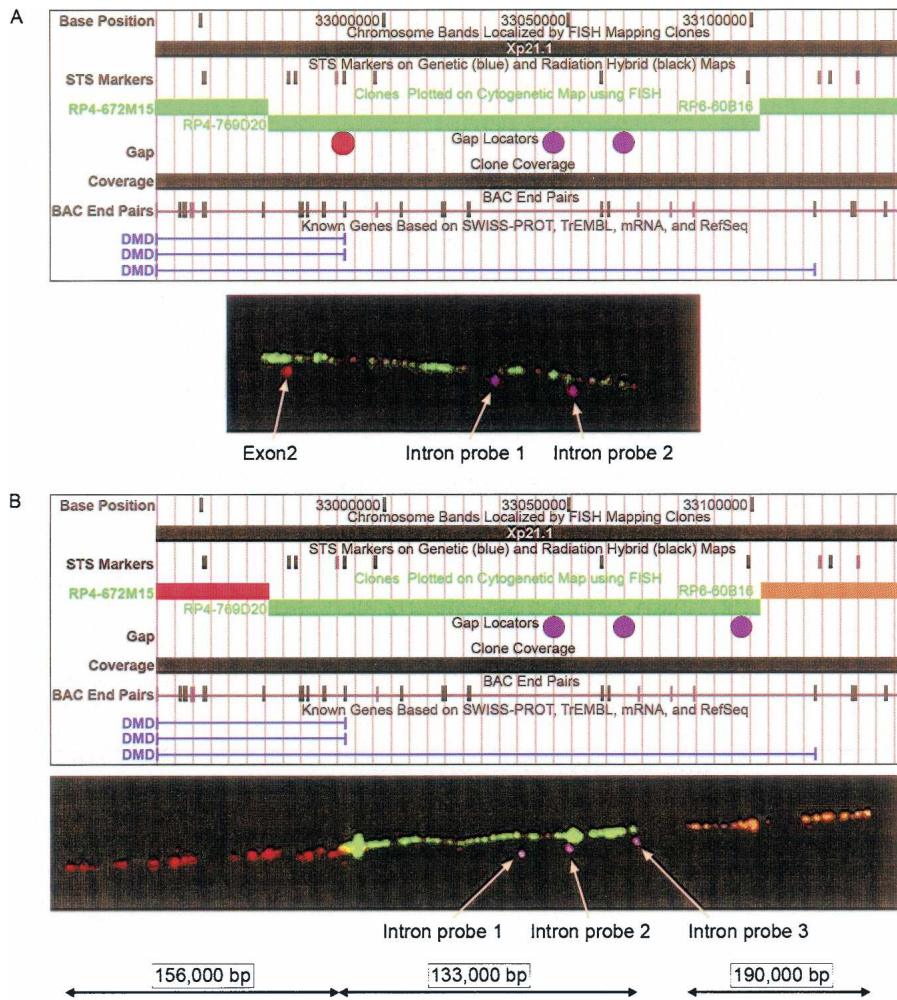 A
Base Position 33000000 33050000 33100000
Chromosome Bands Localized by FISH Mapping Clones
Xp21.1
STS Markers on Genetic (blue) and Radiation Hybrid (black) Maps
STS Markers
Clones Plotted on Cytogenetic Map using FISH
RP4-672M15 RP6-60B16
RP4-769D20
Gap Locators
Gap
Clone Coverage
Coverage
BAC End Pairs
BAC End Pairs
Known Genes Based on SWISS-PROT, TrEMBL, mRNA, and RefSeq
DMD
DMD
DMD
Exon2 Intron probe 1 Intron probe 2
B
Base Position 33000000 33050000 33100000
Chromosome Bands Localized by FISH Mapping Clones
Xp21.1
STS Markers on Genetic (blue) and Radiation Hybrid (black) Maps
STS Markers
Clones Plotted on Cytogenetic Map using FISH
RP4-672M15 RP6-60B16
RP4-769D20
Gap Locators
Gap
Clone Coverage
Coverage
BAC End Pairs
BAC End Pairs
Known Genes Based on SWISS-PROT, TrEMBL, mRNA, and RefSeq
DMD
DMD
DMD
Intron probe 1 Intron probe 2 Intron probe 3
156,000 bp 133,000 bp 190,000 bp